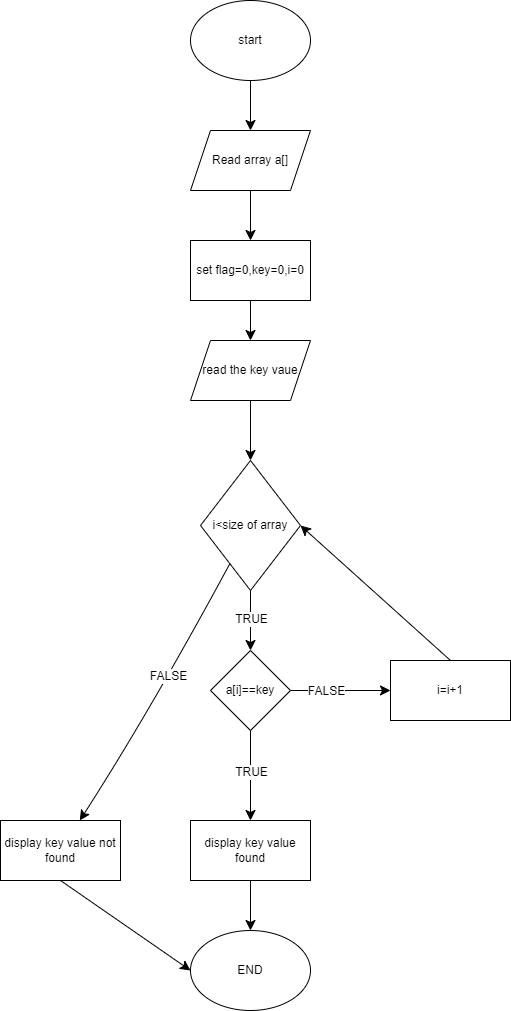 start
Read array a[]
set flag=0,key=0,i=0
read the key vaue
i<size of array
TRUE
FALSE
a[i]==key
FALSE
i=i+1
TRUE
display key value not
found
display key value
found
END